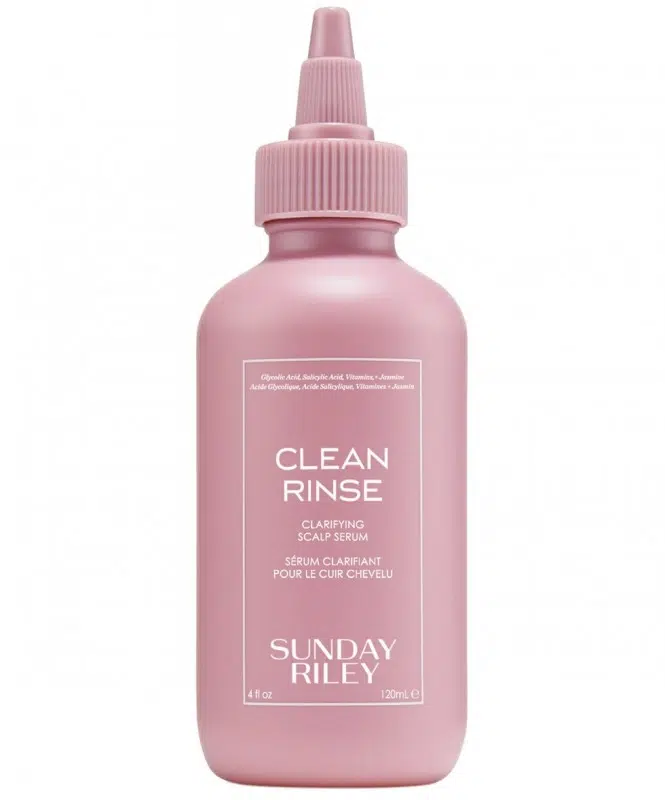 Glycolic Acid, Salicylic Acid, Vitamins, + Jasmine
Acide Glycolique, Acide Salicylique, Vitamines + Jasmin
CLEAN
RINSE
CLARIFYING
SCALP SERUM
SÉRUM CLARIFIANT
POUR LE CUIR CHEVELU
SUNDAY
RILEY
4 fl oz 120mL ℮